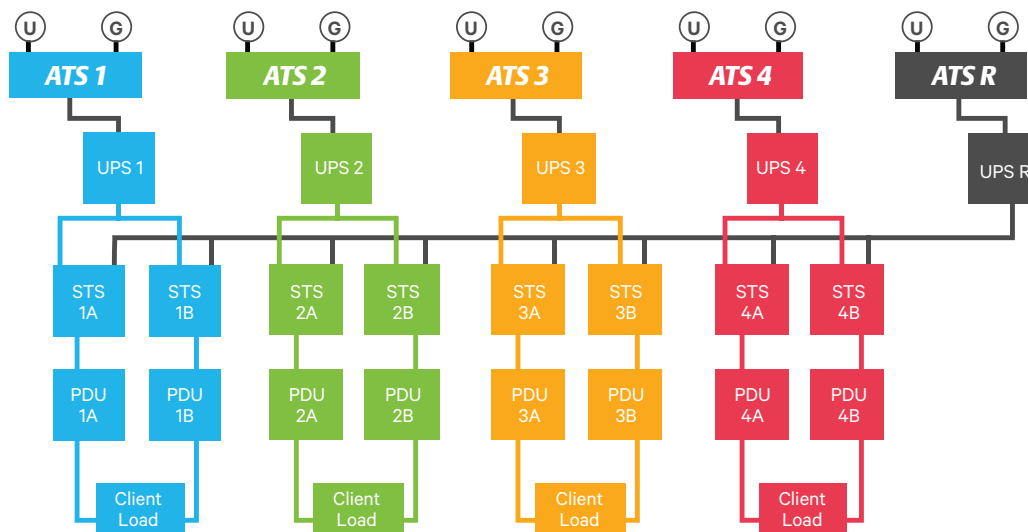 U G U G U G U G U G
ATS 1 ATS 2 ATS 3 ATS 4 ATS R
UPS 1 UPS 2 UPS 3 UPS 4 UPS R
STS STS STS STS STS STS STS STS
1A 1B 2A 2B 3A 3B 4A 4B
PDU PDU PDU PDU PDU PDU PDU PDU
1A 1B 2A 2B 3A 3B 4A 4B
Client Client Client Client
Load Load Load Load